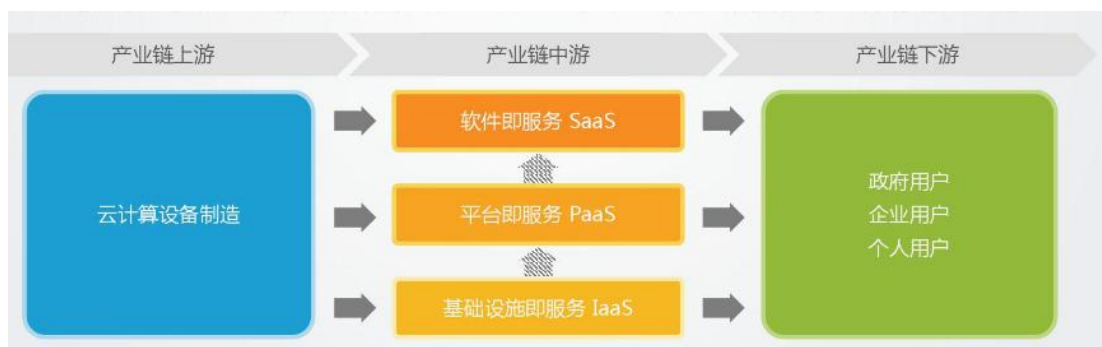 产业链上游
产业链中游
产业链下游
云计算设备制造
软件即服务 SaaS
平台即服务 PaaS
基础设施即服务 IaaS
政府用户
企业用户
个人用户